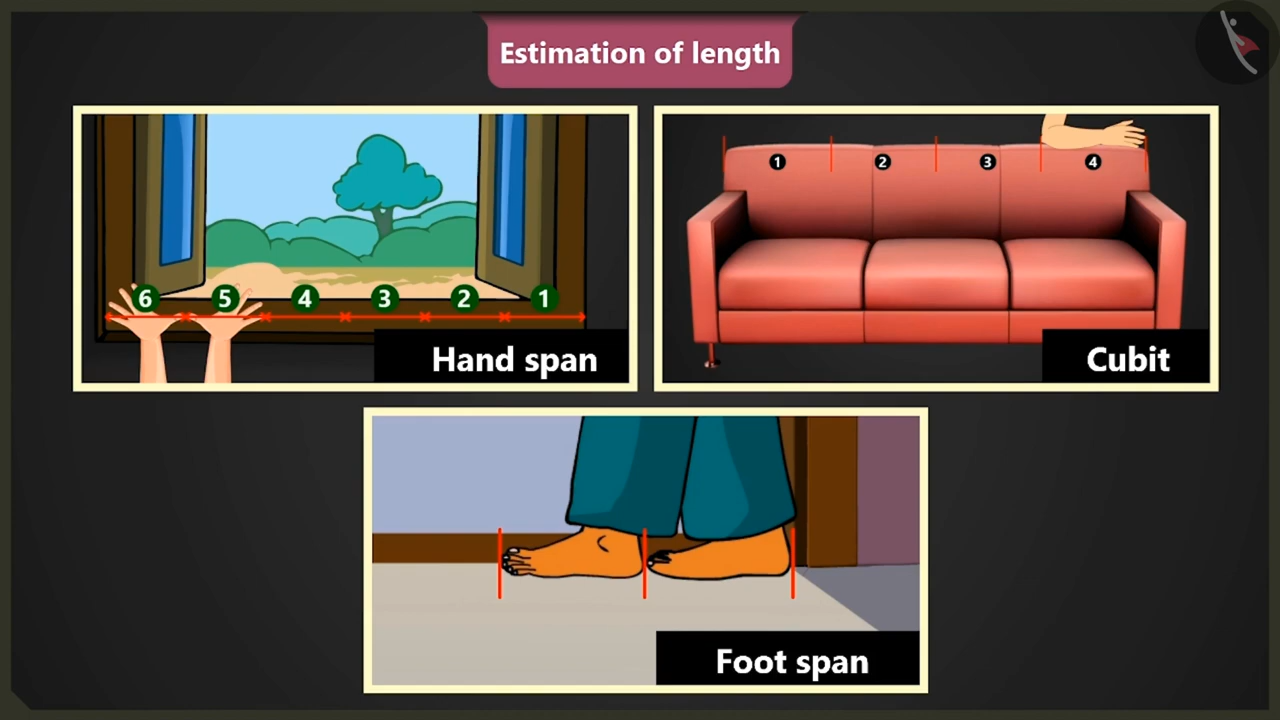 Estimation of length
6 5 4 3 2 1
Hand span
1 2 3 4
Cubit
Foot span